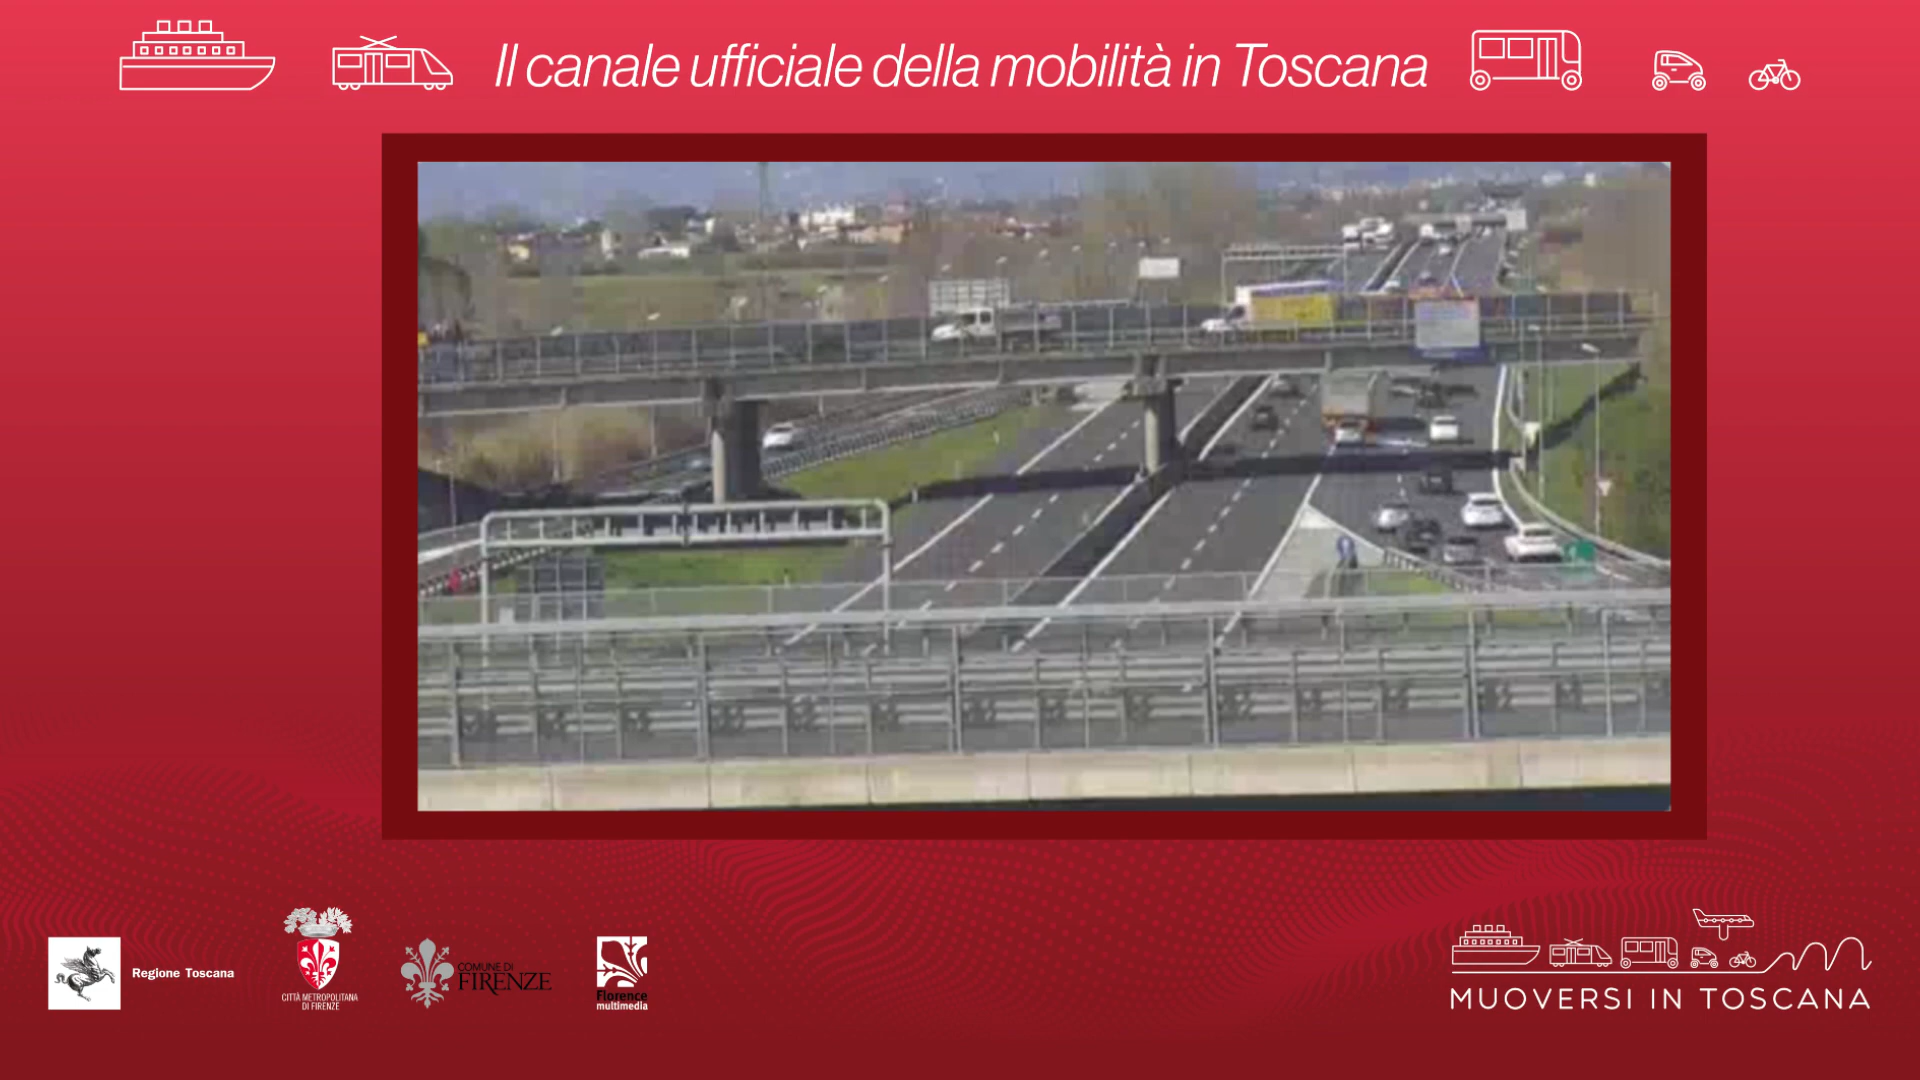 Il canale ufficiale della mobilità in Toscana
Regione Toscana
CITTÀ METROPOLITANA
DI FIRENZE
COMUNE DI
FIRENZE
Florence
multimedia
MUOVERSI IN TOSCANA